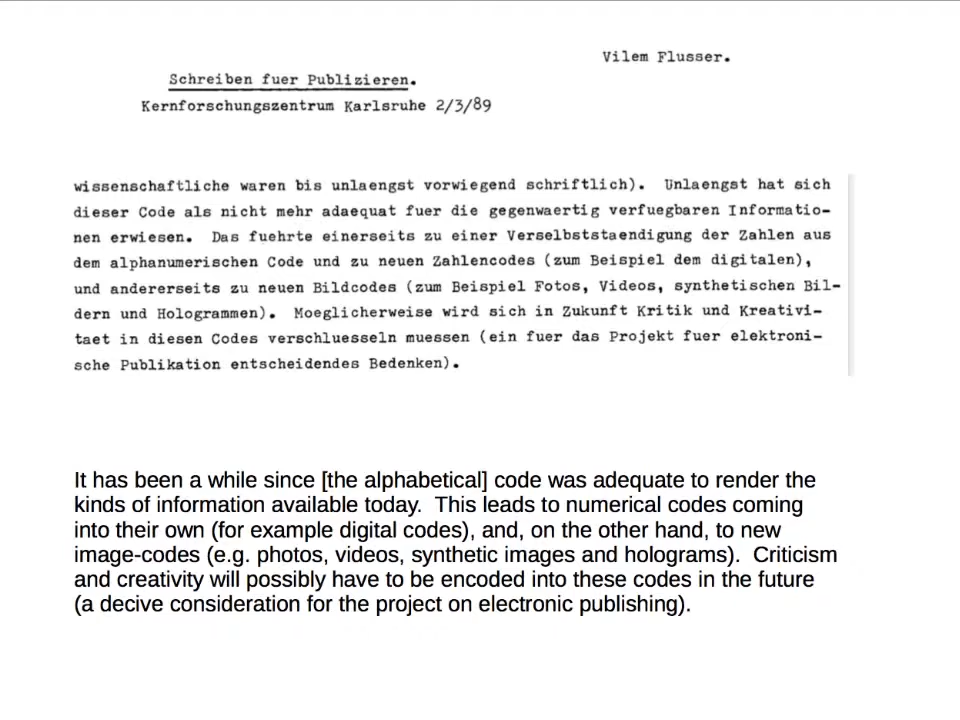 Vilem Flusser.
Schreiben fuer Publizieren.
Kernforschungszentrum Karlsruhe 2/3/89
wissenschaftliche waren bis unlaengst vorwiegend schriftlich). Unlaengst hat sich
dieser Code als nicht mehr adaequat fuer die gegenwaertig verfuegbaren Informatio-
nen erwiesen. Das fuehrte einerseits zu einer Verselbststaendigung der Zahlen aus
dem alphanumerischen Code und zu neuen Zahlencodes (zum Beispiel dem digitalen),
und andererseits zu neuen Bildcodes (zum Beispiel Fotos, Videos, synthetischen Bil-
dern und Hologrammen). Moeglicherweise wird sich in Zukunft Kritik und Kreativi-
taet in diesen Codes verschluesseln muessen (ein fuer das Projekt fuer elektroni-
sche Publikation entscheidendes Bedenken).
It has been a while since [the alphabetical] code was adequate to render the
kinds of information available today. This leads to numerical codes coming
into their own (for example digital codes), and, on the other hand, to new
image-codes (e.g. photos, videos, synthetic images and holograms). Criticism
and creativity will possibly have to be encoded into these codes in the future
(a decive consideration for the project on electronic publishing).